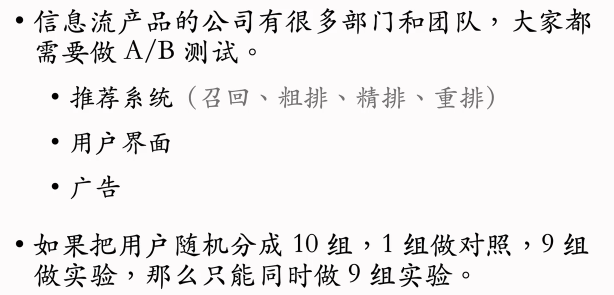 • 信息流产品的公司有很多部门和团队，大家都
需要做 A/B 测试。
• 推荐系统（召回、粗排、精排、重排）
• 用户界面
• 广告
• 如果把用户随机分成 10 组，1 组做对照，9 组
做实验，那么只能同时做 9 组实验。